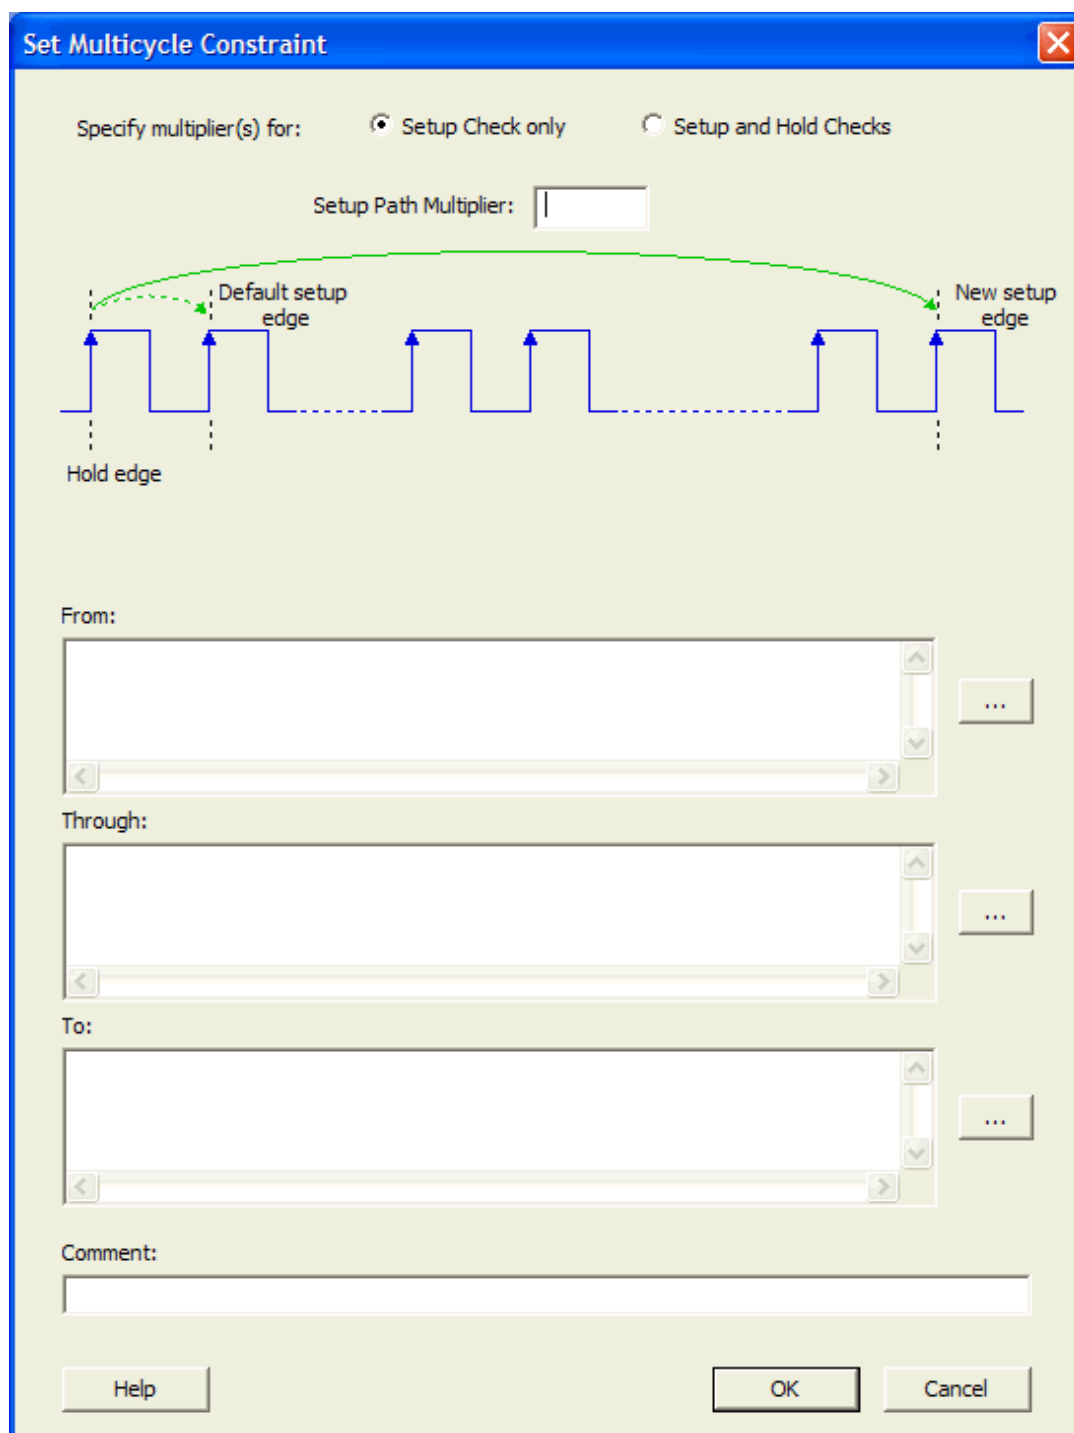 Set Multicycle Constraint
Specify multiplier(s) for: Setup Check only Setup and Hold Checks
Setup Path Multiplier:
Default setup
edge
New setup
edge
Hold edge
From:
...
Through:
...
To:
...
Comment:
Help OK Cancel